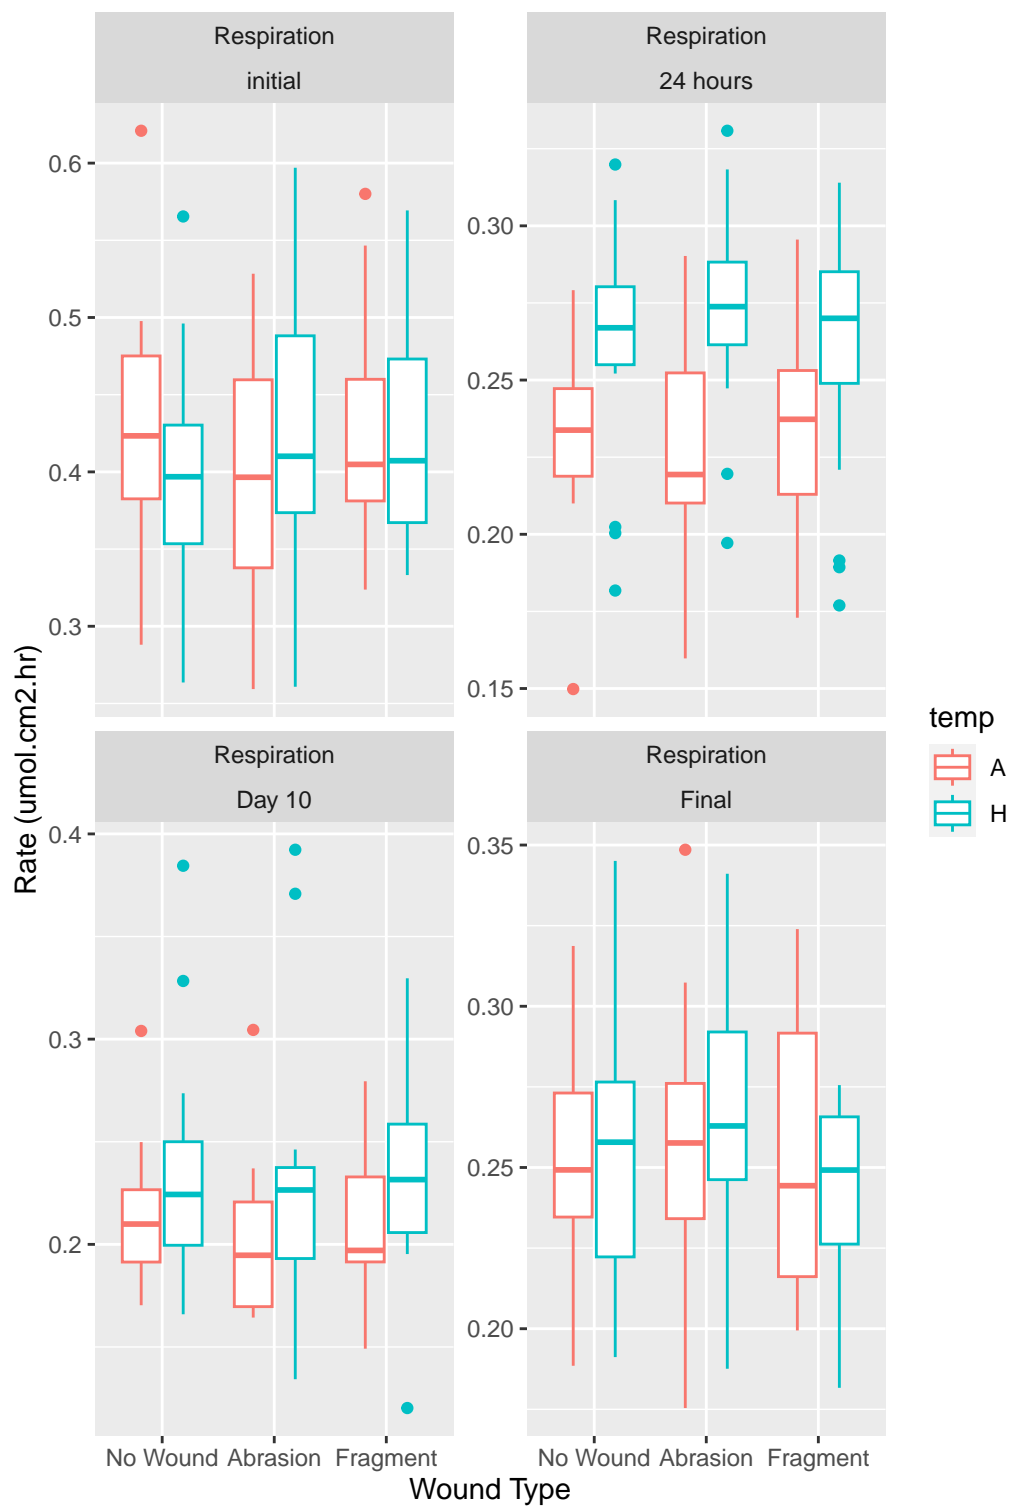 Respiration
initial
Respiration
24 hours
0.6
0.5
0.4
0.3
0.30
0.25
0.20
0.15
Respiration
Day 10
Respiration
Final
0.4
0.3
0.2
0.35
0.30
0.25
0.20
No Wound Abrasion Fragment
No Wound Abrasion Fragment
Wound Type
Rate (umol.cm2.hr)
temp
A
H